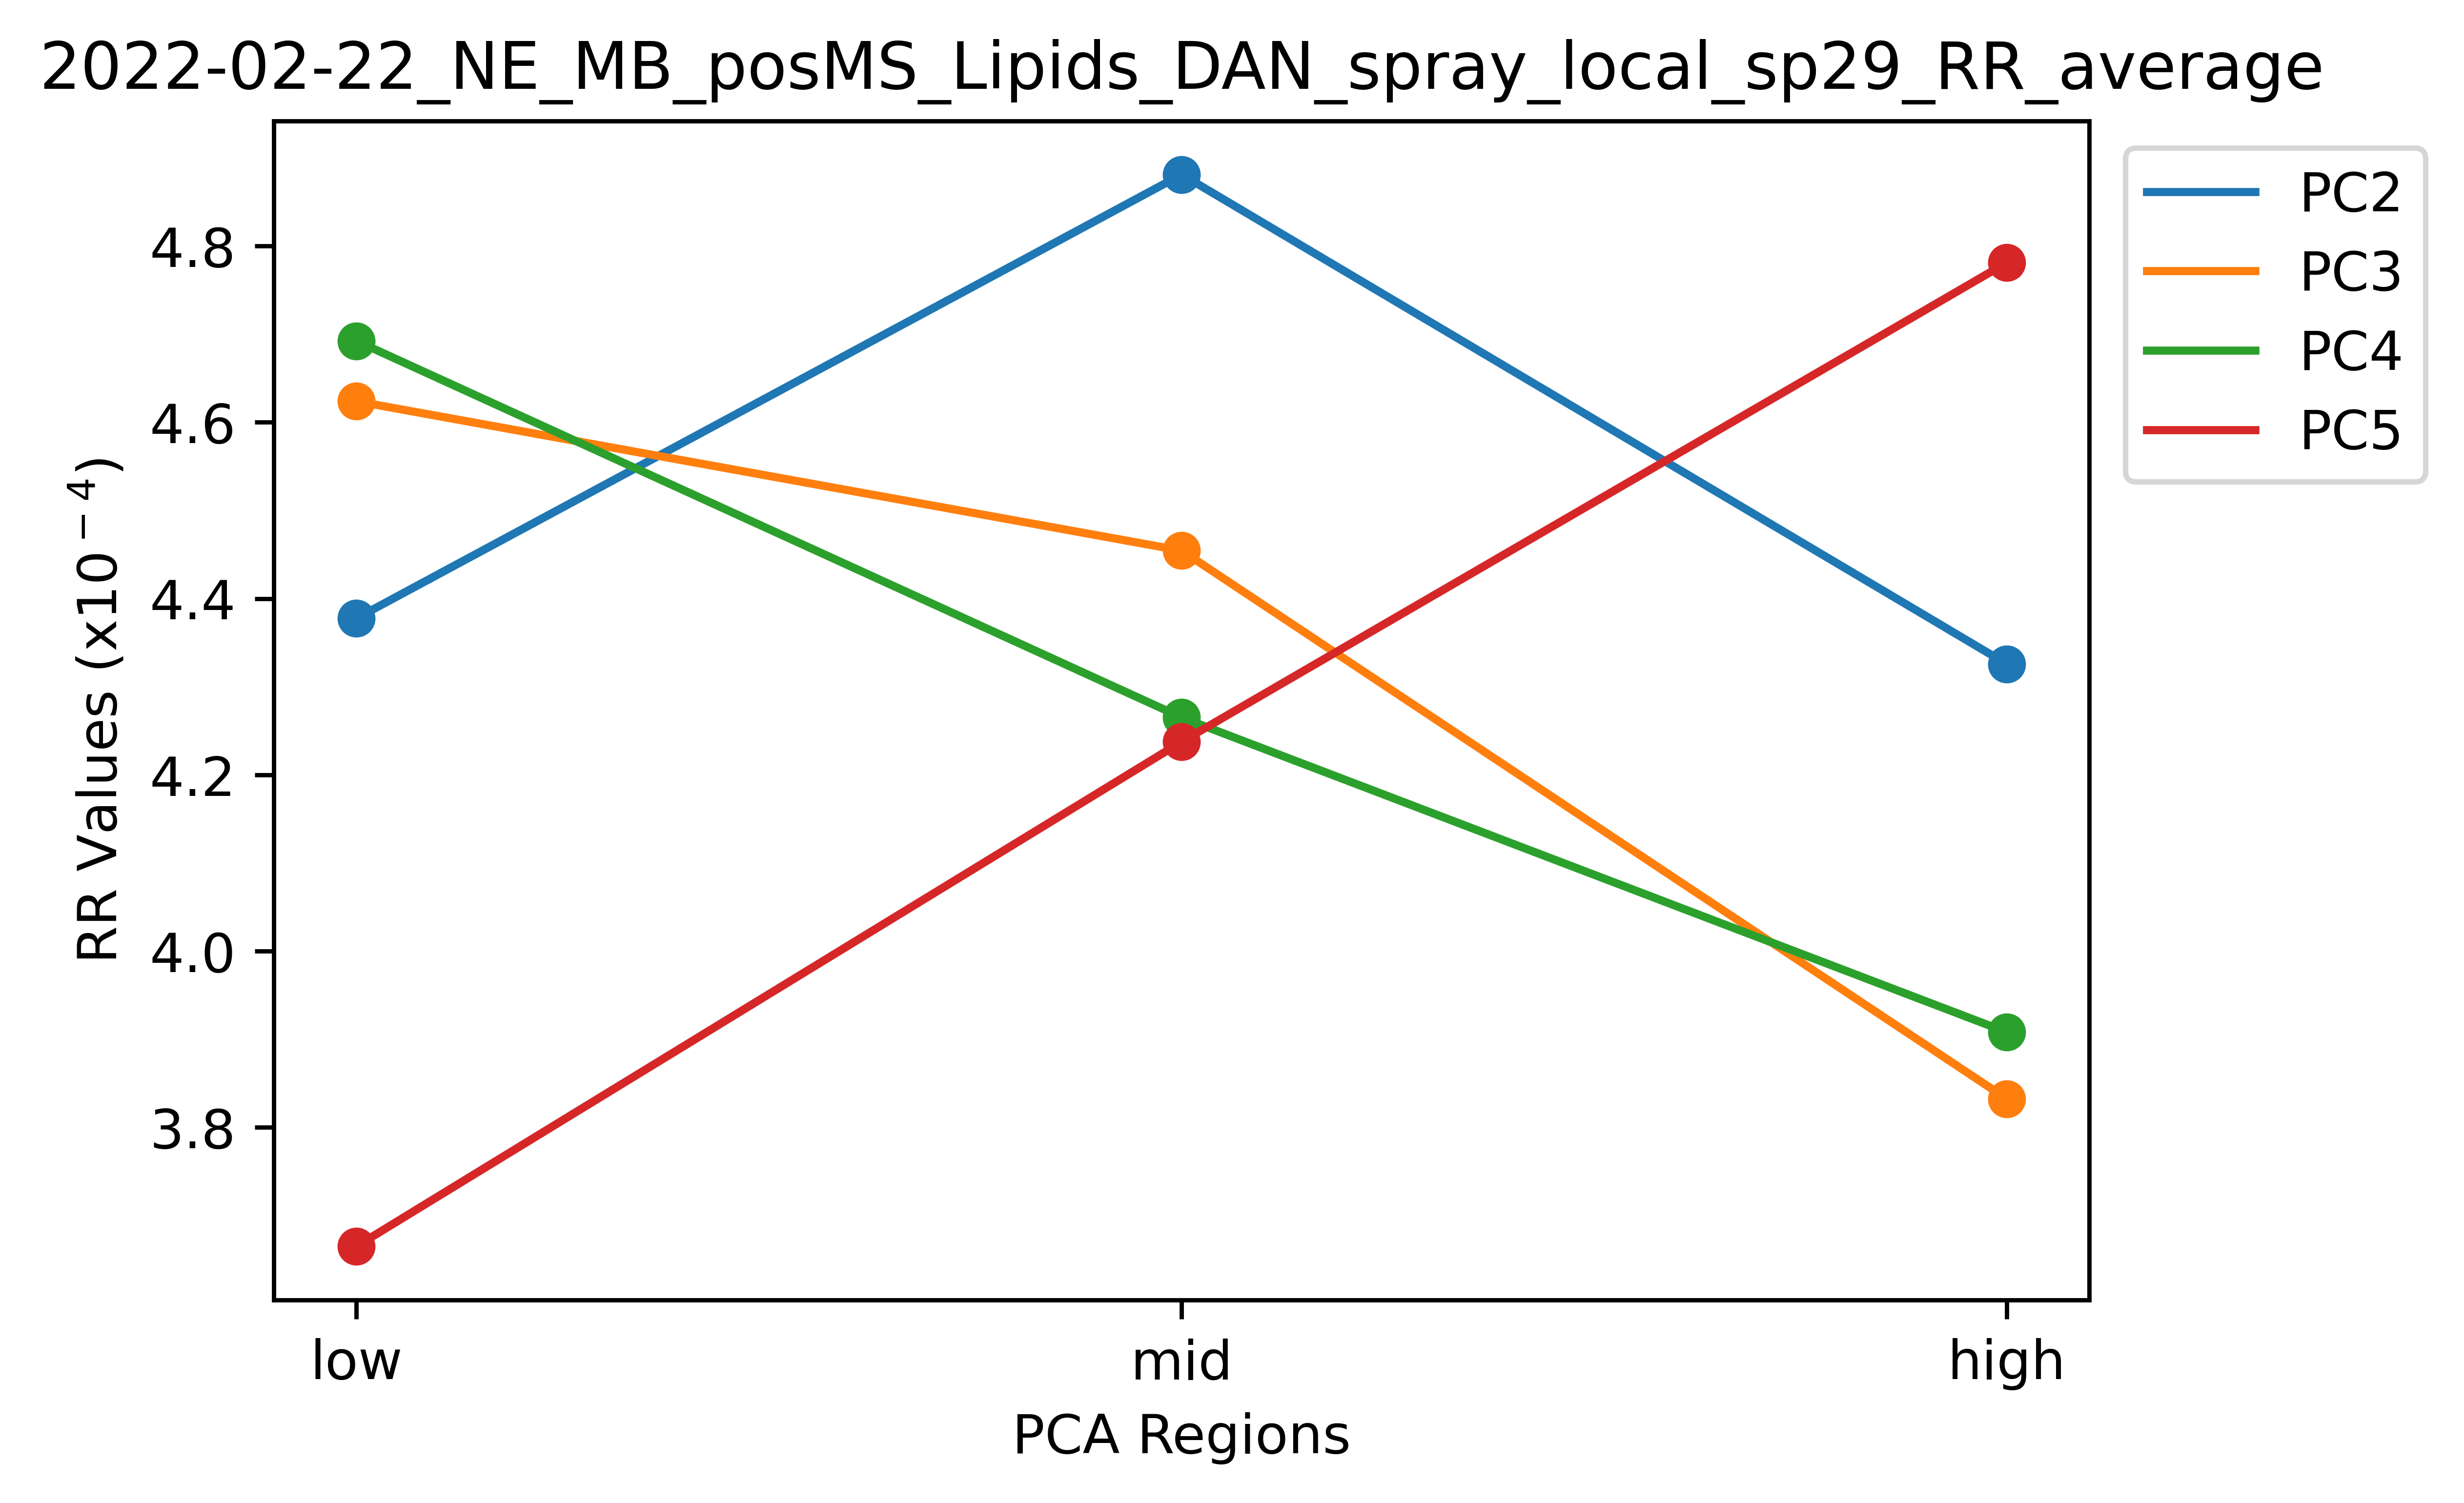 2022-02-22_NE_MB_posMS_Lipids_DAN_spray_local_sp29_RR_average
RR Values (x10⁻⁴)
4.8
4.6
4.4
4.2
4.0
3.8
low mid high
PCA Regions
PC2
PC3
PC4
PC5